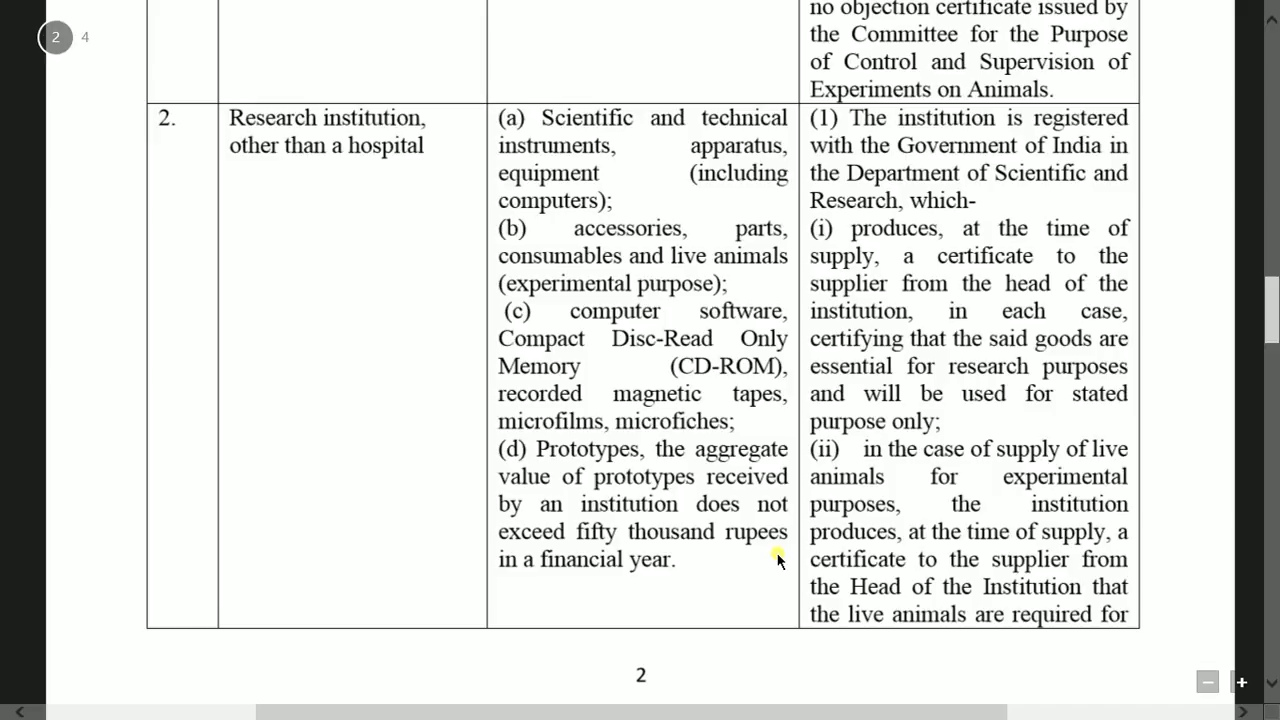 2 4
no objection certificate issued by
the Committee for the Purpose
of Control and Supervision of
Experiments on Animals.
2.
Research institution,
other than a hospital
(a) Scientific and technical
instruments, apparatus,
equipment (including
computers);
(b) accessories, parts,
consumables and live animals
(experimental purpose);
(c) computer software,
Compact Disc-Read Only
Memory (CD-ROM),
recorded magnetic tapes,
microfilms, microfiches;
(d) Prototypes, the aggregate
value of prototypes received
by an institution does not
exceed fifty thousand rupees
in a financial year.
(1) The institution is registered
with the Government of India in
the Department of Scientific and
Research, which-
(i) produces, at the time of
supply, a certificate to the
supplier from the head of the
institution, in each case,
certifying that the said goods are
essential for research purposes
and will be used for stated
purpose only;
(ii) in the case of supply of live
animals for experimental
purposes, the institution
produces, at the time of supply, a
certificate to the supplier from
the Head of the Institution that
the live animals are required for
2